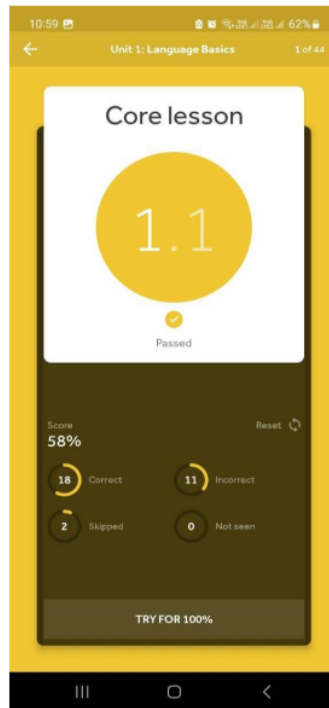 10:59 62%
Unit 1: Language Basics 1 of 44
Core lesson
1.1
Passed
Score Reset
58%
18 Correct 11 Incorrect
2 Skipped 0 Not seen
TRY FOR 100%